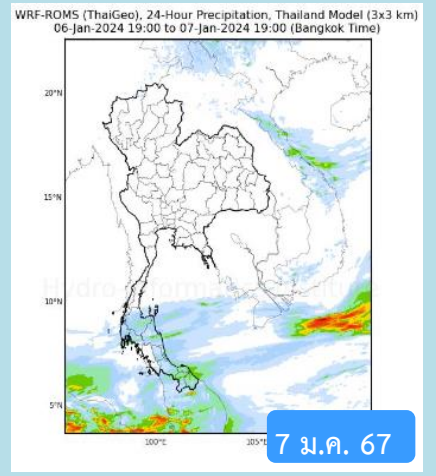 WRF-ROMS (ThaiGeo), 24-Hour Precipitation, Thailand Model (3x3 km)
06-Jan-2024 19:00 to 07-Jan-2024 19:00 (Bangkok Time)
20°N
15°N
10°N
5°N
100°E
105°E
7 ม.ค. 67